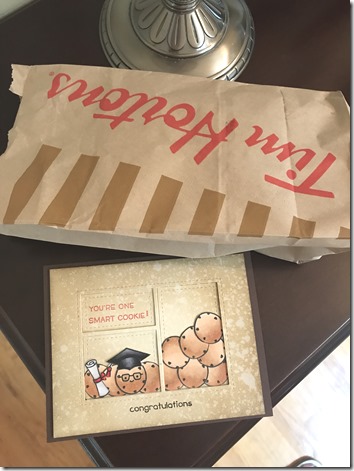 Tim Hortons
YOU'RE ONE
SMART COOKIE!
congratulations